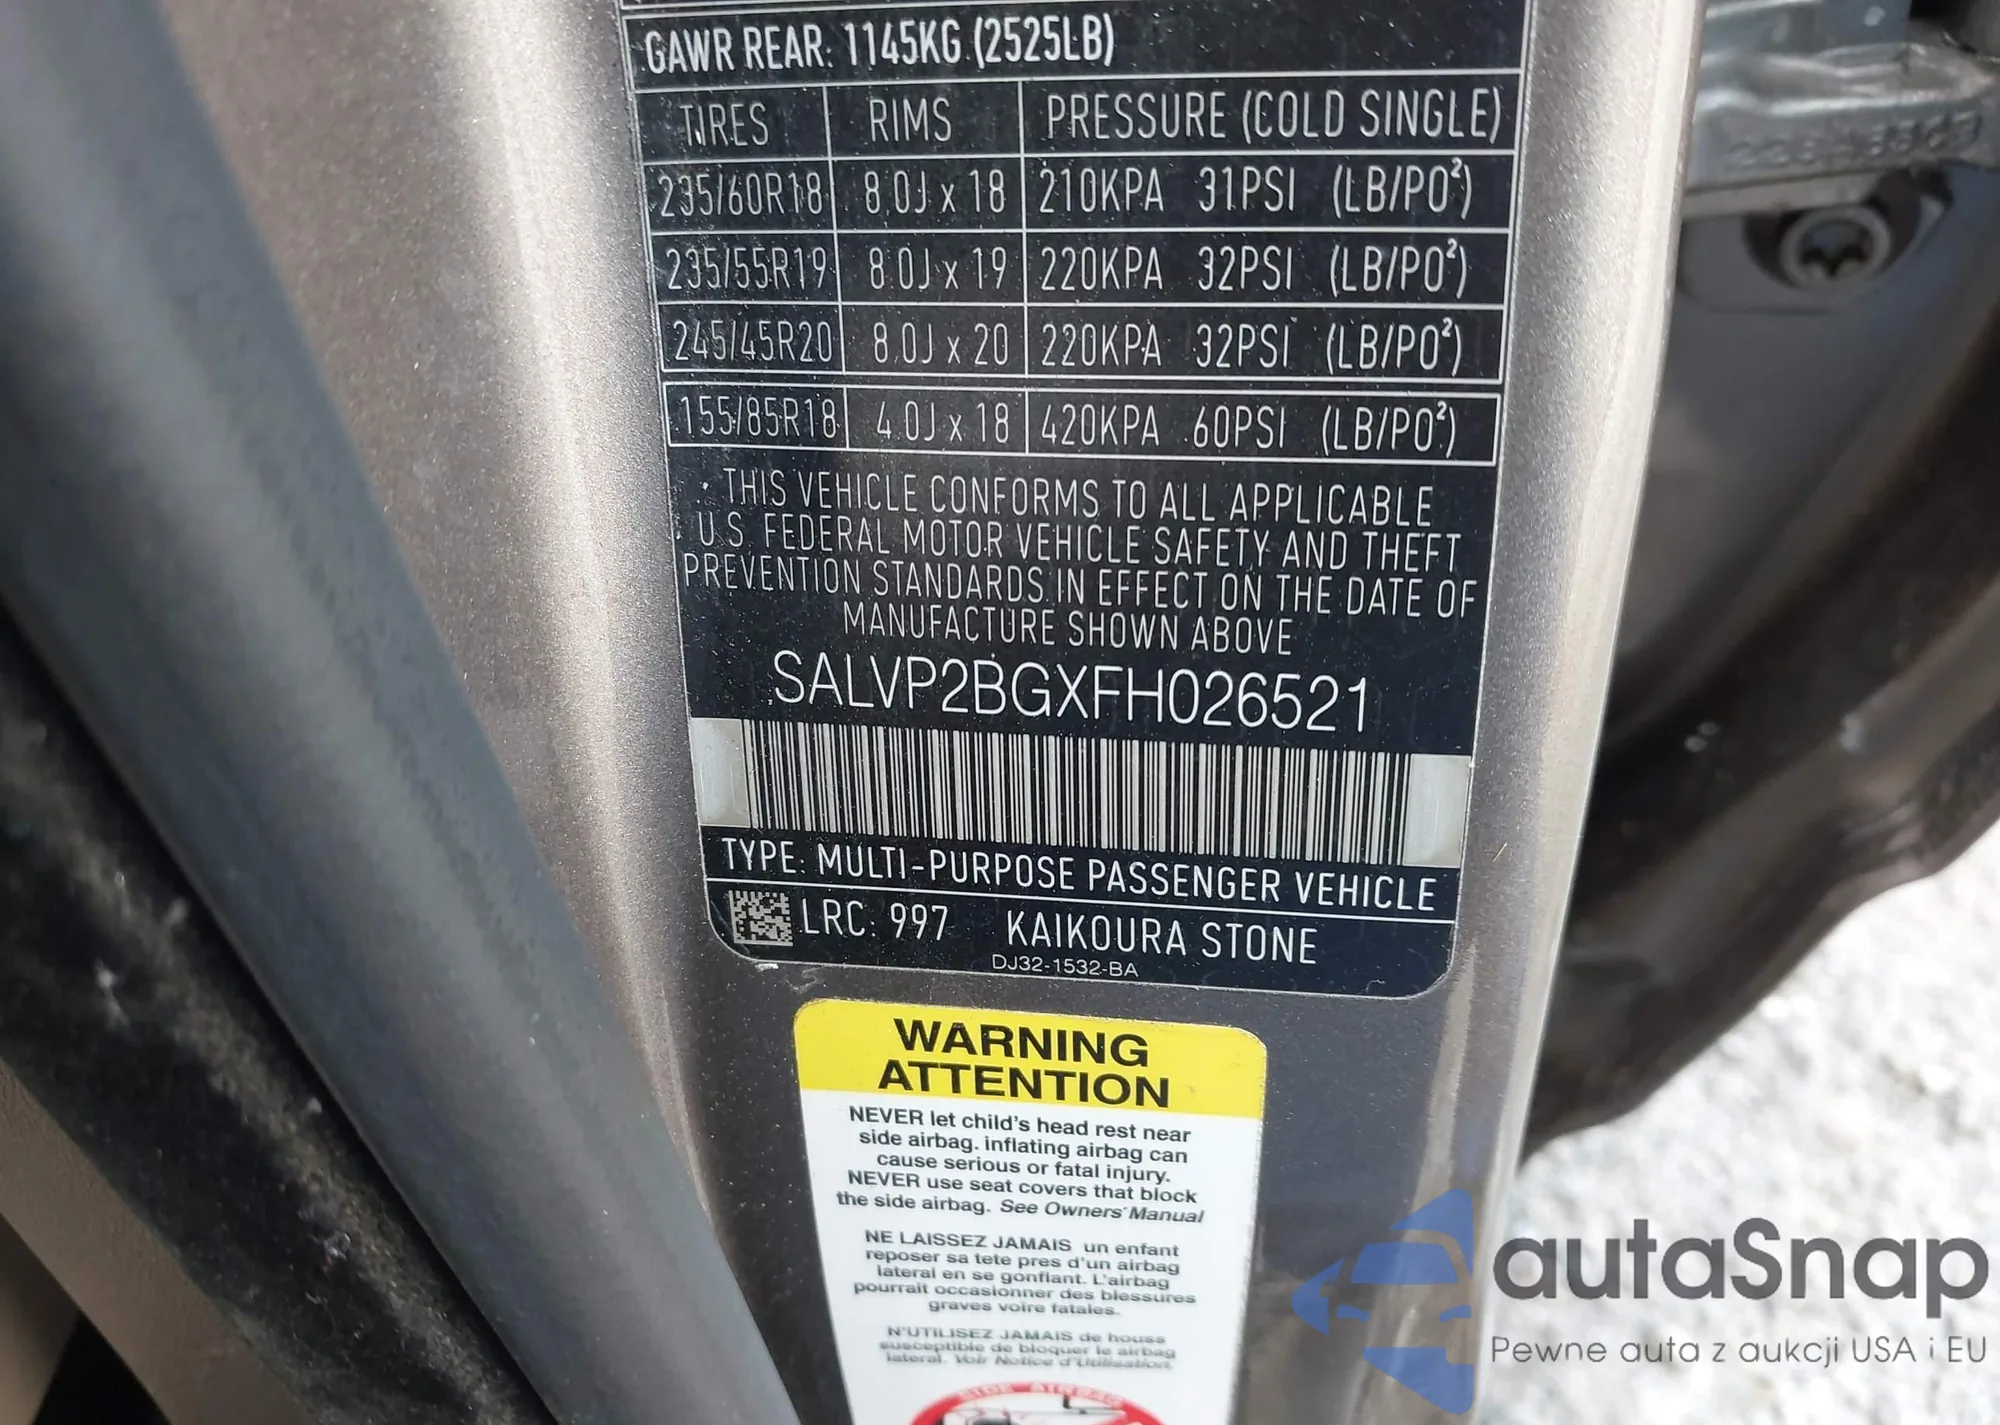 GAWR REAR: 1145KG (2525LB)
TIRES RIMS PRESSURE (COLD SINGLE)
235/60R18 8.0J x 18 210KPA 31PSI (LB/PO²)
235/55R19 8.0J x 19 220KPA 32PSI (LB/PO²)
245/45R20 8.0J x 20 220KPA 32PSI (LB/PO²)
155/85R18 4.0J x 18 420KPA 60PSI (LB/PO²)
THIS VEHICLE CONFORMS TO ALL APPLICABLE
U.S. FEDERAL MOTOR VEHICLE SAFETY AND THEFT
PREVENTION STANDARDS IN EFFECT ON THE DATE OF
MANUFACTURE SHOWN ABOVE
SALVP2BGXFH026521
TYPE: MULTI-PURPOSE PASSENGER VEHICLE
LRC: 997 KAIKOURA STONE
DJ32-1532-BA
WARNING
ATTENTION
NEVER let child's head rest near
side airbag. inflating airbag can
cause serious or fatal injury.
NEVER use seat covers that block
the side airbag. See Owners' Manual
NE LAISSEZ JAMAIS un enfant
reposer sa tete pres d'un airbag
lateral en se gonflant. L'airbag
pourrait occasionner des blessures
graves voire fatales.
N'UTILISEZ JAMAIS de houss
susceptible de bloquer le airbag
lateral. Voir Notice d'Utilisation.
SIDE AIRBAG
autaSnap
Pewne auta z aukcji USA i EU